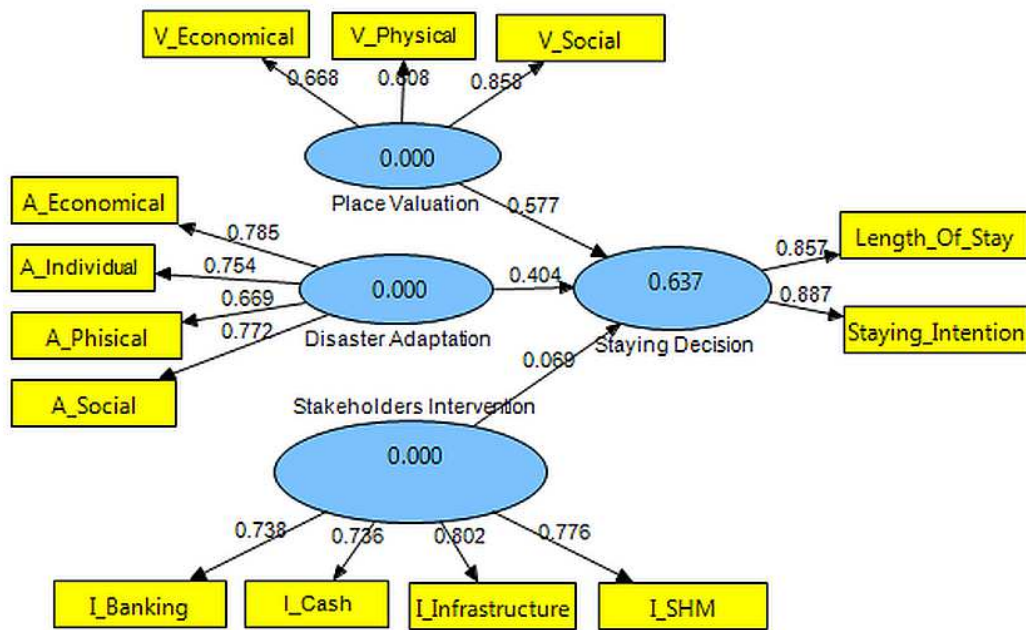 V_Economical
V_Physical
V_Social
0.668
0.608
0.858
0.000
Place Valuation
0.577
A_Economical
0.785
A_Individual
0.754
A_Phisical
0.669
A_Social
0.772
0.000
Disaster Adaptation
0.404
0.637
Staying Decision
0.857
Length_Of_Stay
0.887
Staying_Intention
0.069
Stakeholders Intervention
0.000
0.738
0.736
0.802
0.776
I_Banking
I_Cash
I_Infrastructure
I_SHM